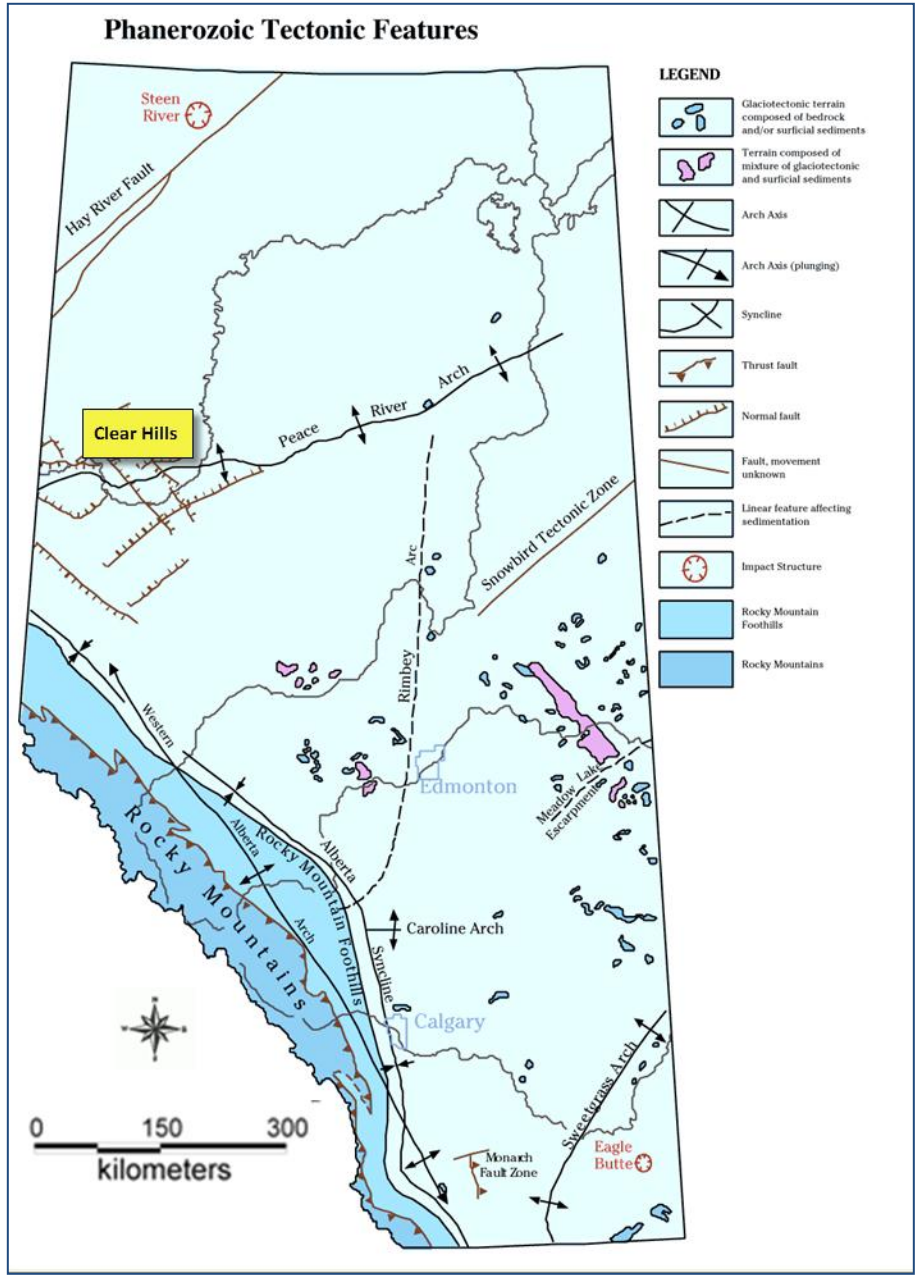 Phanerozoic Tectonic Features
Steen
River
Hay River Fault
Clear Hills
Peace
River
Arch
Snowbird Tectonic Zone
Rimbey
Arc
Western
Alberta
Arch
Rocky Mountains
Rocky Mountain Foothills
Alberta
Syncline
Edmonton
Meadow Lake
Escarpment
Caroline Arch
Calgary
Sweetgrass Arch
Monarch
Fault Zone
Eagle
Butte
N
W
E
S
0 150 300
kilometers
LEGEND
Glaciotectonic terrain
composed of bedrock
and/or surficial sediments
Terrain composed of
mixture of glaciotectonic
and surficial sediments
Arch Axis
Arch Axis (plunging)
Syncline
Thrust fault
Normal fault
Fault, movement
unknown
Linear feature affecting
sedimentation
Impact Structure
Rocky Mountain
Foothills
Rocky Mountains